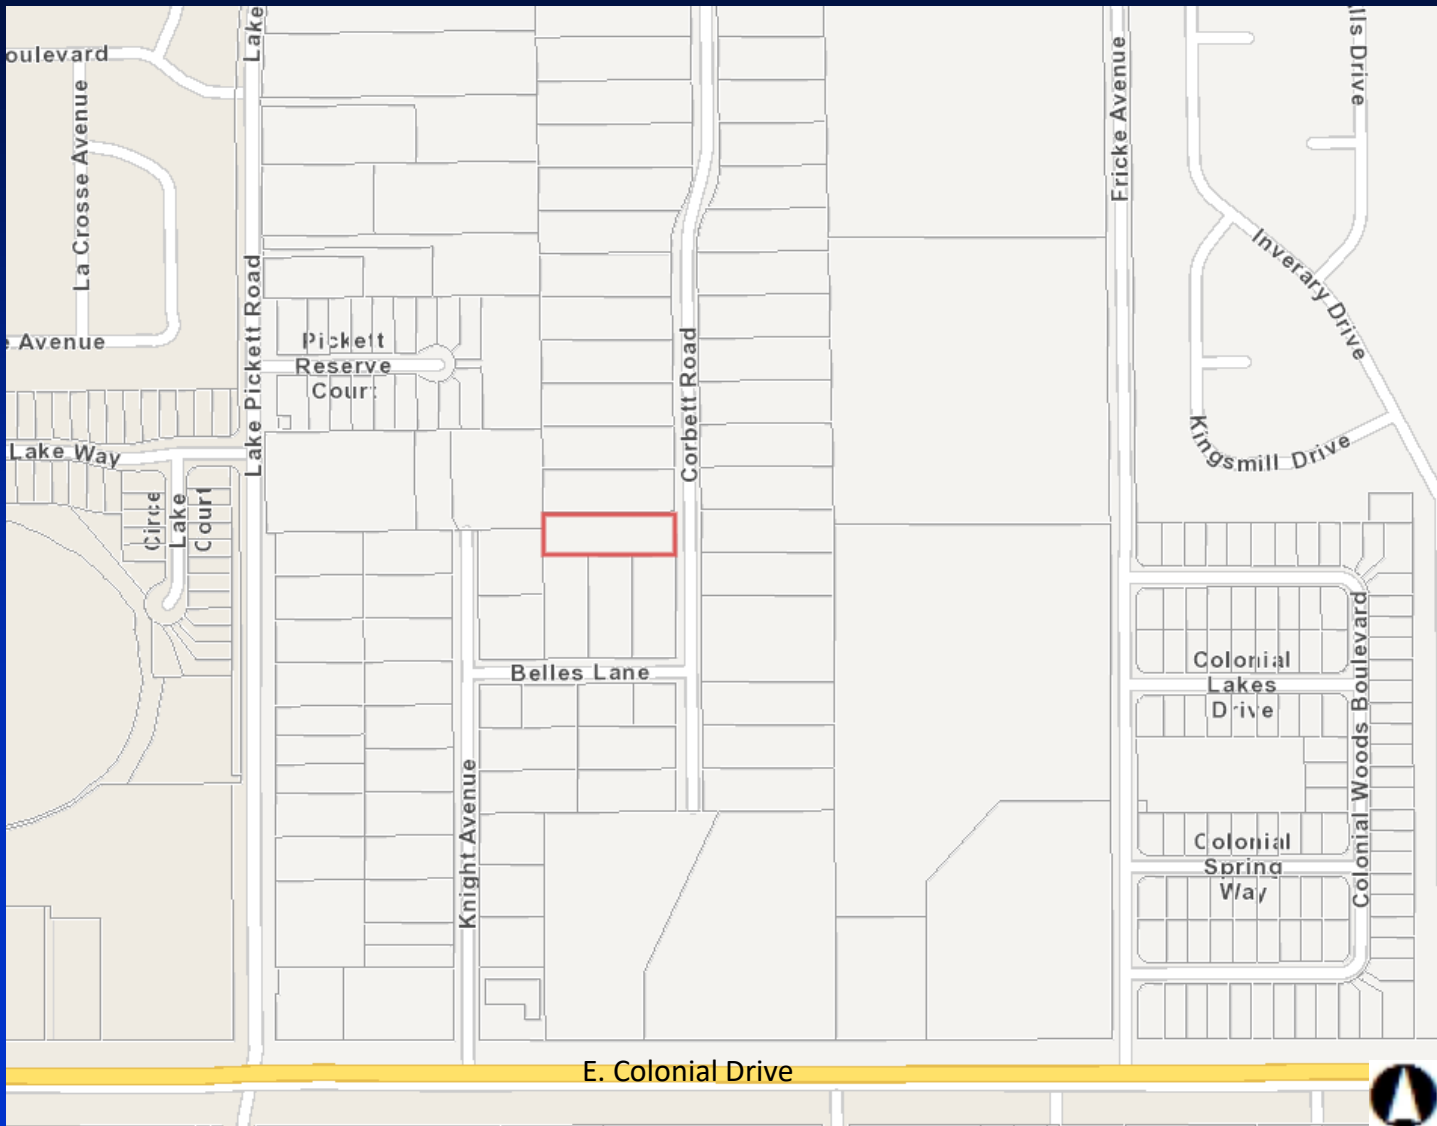 oulevard
Lake
La Crosse Avenue
Fricke Avenue
lls Drive
Inverary Drive
Avenue
Lake Pickett Road
Pickett
Reserve
Court
Corbett Road
Kingsmill Drive
Lake Way
Circe
Lake
Court
Belles Lane
Colonial
Lakes
Drive
Colonial Woods Boulevard
Knight Avenue
Colonial
Spring
Way
E. Colonial Drive